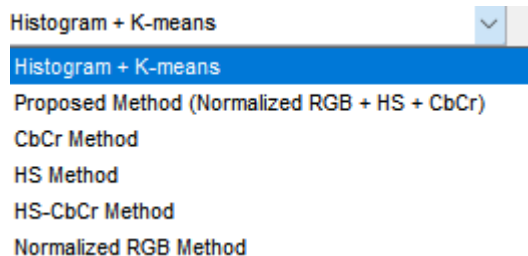 Histogram + K-means
Histogram + K-means
Proposed Method (Normalized RGB + HS + CbCr)
CbCr Method
HS Method
HS-CbCr Method
Normalized RGB Method